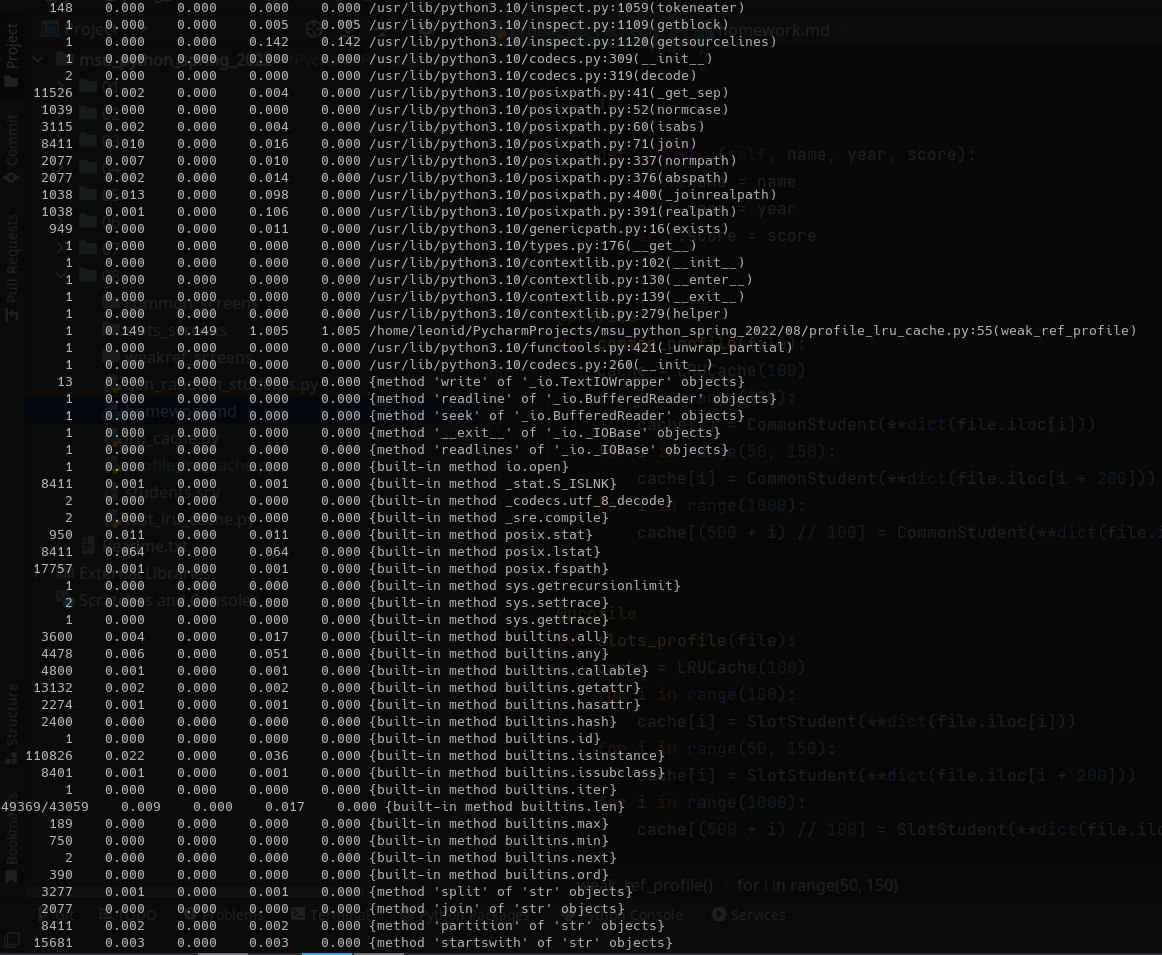 148 0.000 0.000 0.000 0.000 /usr/lib/python3.10/inspect.py:1059(tokeneater)
1 0.000 0.000 0.005 0.005 /usr/lib/python3.10/inspect.py:1109(getblock)
1 0.000 0.000 0.142 0.142 /usr/lib/python3.10/inspect.py:1120(getsourcelines)
1 0.000 0.000 0.000 0.000 /usr/lib/python3.10/codecs.py:309(__init__)
2 0.000 0.000 0.000 0.000 /usr/lib/python3.10/codecs.py:319(decode)
11526 0.002 0.000 0.004 0.000 /usr/lib/python3.10/posixpath.py:41(_get_sep)
1039 0.000 0.000 0.000 0.000 /usr/lib/python3.10/posixpath.py:52(normcase)
3115 0.002 0.000 0.004 0.000 /usr/lib/python3.10/posixpath.py:60(isabs)
8411 0.010 0.000 0.016 0.000 /usr/lib/python3.10/posixpath.py:71(join)
2077 0.007 0.000 0.010 0.000 /usr/lib/python3.10/posixpath.py:337(normpath)
2077 0.002 0.000 0.014 0.000 /usr/lib/python3.10/posixpath.py:376(abspath)
1038 0.013 0.000 0.098 0.000 /usr/lib/python3.10/posixpath.py:400(_joinrealpath)
1038 0.001 0.000 0.106 0.000 /usr/lib/python3.10/posixpath.py:391(realpath)
949 0.000 0.000 0.011 0.000 /usr/lib/python3.10/genericpath.py:16(exists)
1 0.000 0.000 0.000 0.000 /usr/lib/python3.10/types.py:176(__get__)
1 0.000 0.000 0.000 0.000 /usr/lib/python3.10/contextlib.py:102(__init__)
1 0.000 0.000 0.000 0.000 /usr/lib/python3.10/contextlib.py:130(__enter__)
1 0.000 0.000 0.000 0.000 /usr/lib/python3.10/contextlib.py:139(__exit__)
1 0.000 0.000 0.000 0.000 /usr/lib/python3.10/contextlib.py:279(helper)
1 0.149 0.149 1.005 1.005 /home/leonid/PycharmProjects/msu_python_spring_2022/08/profile_lru_cache.py:55(weak_ref_profile)
1 0.000 0.000 0.000 0.000 /usr/lib/python3.10/functools.py:421(_unwrap_partial)
1 0.000 0.000 0.000 0.000 /usr/lib/python3.10/codecs.py:260(__init__)
13 0.000 0.000 0.000 0.000 {method 'write' of '_io.TextIOWrapper' objects}
1 0.000 0.000 0.000 0.000 {method 'readline' of '_io.BufferedReader' objects}
1 0.000 0.000 0.000 0.000 {method 'seek' of '_io.BufferedReader' objects}
1 0.000 0.000 0.000 0.000 {method '__exit__' of '_io._IOBase' objects}
1 0.000 0.000 0.000 0.000 {method 'readlines' of '_io._IOBase' objects}
1 0.000 0.000 0.000 0.000 {built-in method io.open}
8411 0.001 0.000 0.001 0.000 {built-in method _stat.S_ISLNK}
2 0.000 0.000 0.000 0.000 {built-in method _codecs.utf_8_decode}
2 0.000 0.000 0.000 0.000 {built-in method _sre.compile}
950 0.011 0.000 0.011 0.000 {built-in method posix.stat}
8411 0.064 0.000 0.064 0.000 {built-in method posix.lstat}
17757 0.001 0.000 0.001 0.000 {built-in method posix.fspath}
1 0.000 0.000 0.000 0.000 {built-in method sys.getrecursionlimit}
2 0.000 0.000 0.000 0.000 {built-in method sys.settrace}
1 0.000 0.000 0.000 0.000 {built-in method sys.gettrace}
3600 0.004 0.000 0.017 0.000 {built-in method builtins.all}
4478 0.006 0.000 0.051 0.000 {built-in method builtins.any}
4800 0.001 0.000 0.001 0.000 {built-in method builtins.callable}
13132 0.002 0.000 0.002 0.000 {built-in method builtins.getattr}
2274 0.001 0.000 0.001 0.000 {built-in method builtins.hasattr}
2400 0.000 0.000 0.000 0.000 {built-in method builtins.hash}
1 0.000 0.000 0.000 0.000 {built-in method builtins.id}
110826 0.022 0.000 0.036 0.000 {built-in method builtins.isinstance}
8401 0.001 0.000 0.001 0.000 {built-in method builtins.issubclass}
1 0.000 0.000 0.000 0.000 {built-in method builtins.iter}
49369/43059 0.009 0.000 0.017 0.000 {built-in method builtins.len}
189 0.000 0.000 0.000 0.000 {built-in method builtins.max}
750 0.000 0.000 0.000 0.000 {built-in method builtins.min}
2 0.000 0.000 0.000 0.000 {built-in method builtins.next}
390 0.000 0.000 0.000 0.000 {built-in method builtins.ord}
3277 0.001 0.000 0.001 0.000 {method 'split' of 'str' objects}
2077 0.000 0.000 0.000 0.000 {method 'join' of 'str' objects}
8411 0.002 0.000 0.002 0.000 {method 'partition' of 'str' objects}
15681 0.003 0.000 0.003 0.000 {method 'startswith' of 'str' objects}